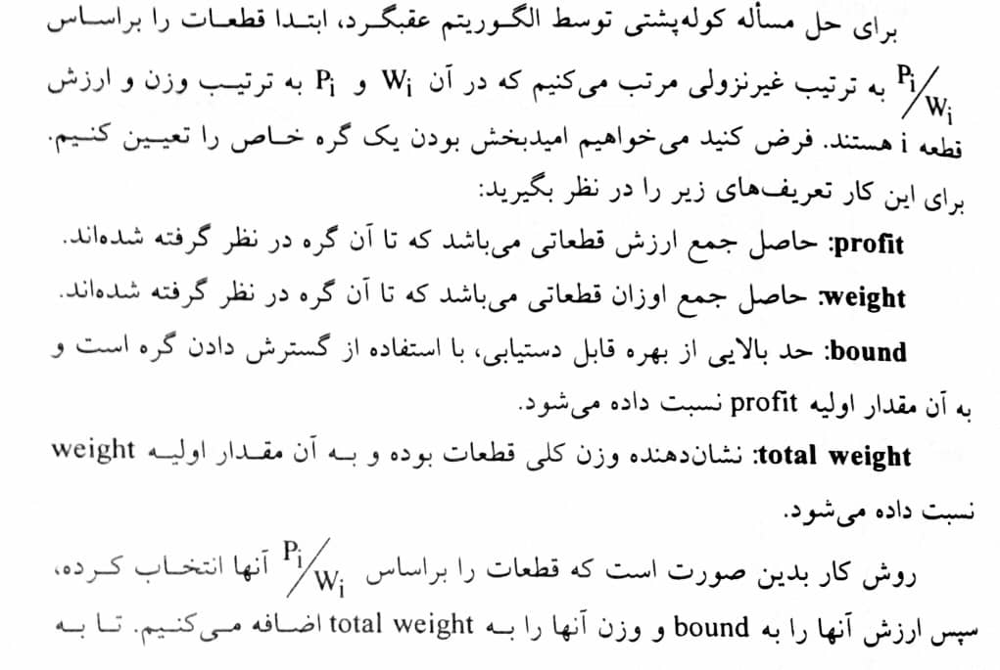 برای حل مسأله کوله‌پشتی توسط الگوریتم عقبگرد، ابتدا قطعات را براساس
Pi/Wi به ترتیب غیرنزولی مرتب می‌کنیم که در آن Wi و Pi به ترتیب وزن و ارزش
قطعه i هستند. فرض کنید می‌خواهیم امیدبخش بودن یک گره خاص را تعیین کنیم.
برای این کار تعریف‌های زیر را در نظر بگیرید:
profit: حاصل جمع ارزش قطعاتی می‌باشد که تا آن گره در نظر گرفته شده‌اند.
weight: حاصل جمع اوزان قطعاتی می‌باشد که تا آن گره در نظر گرفته شده‌اند.
bound: حد بالایی از بهره قابل دستیابی، با استفاده از گسترش دادن گره است و
به آن مقدار اولیه profit نسبت داده می‌شود.
total weight: نشان‌دهنده وزن کلی قطعات بوده و به آن مقدار اولیه weight
نسبت داده می‌شود.
روش کار بدین صورت است که قطعات را براساس Pi/Wi آنها انتخاب کرده،
سپس ارزش آنها را به bound و وزن آنها را به total weight اضافه می‌کنیم. تا به